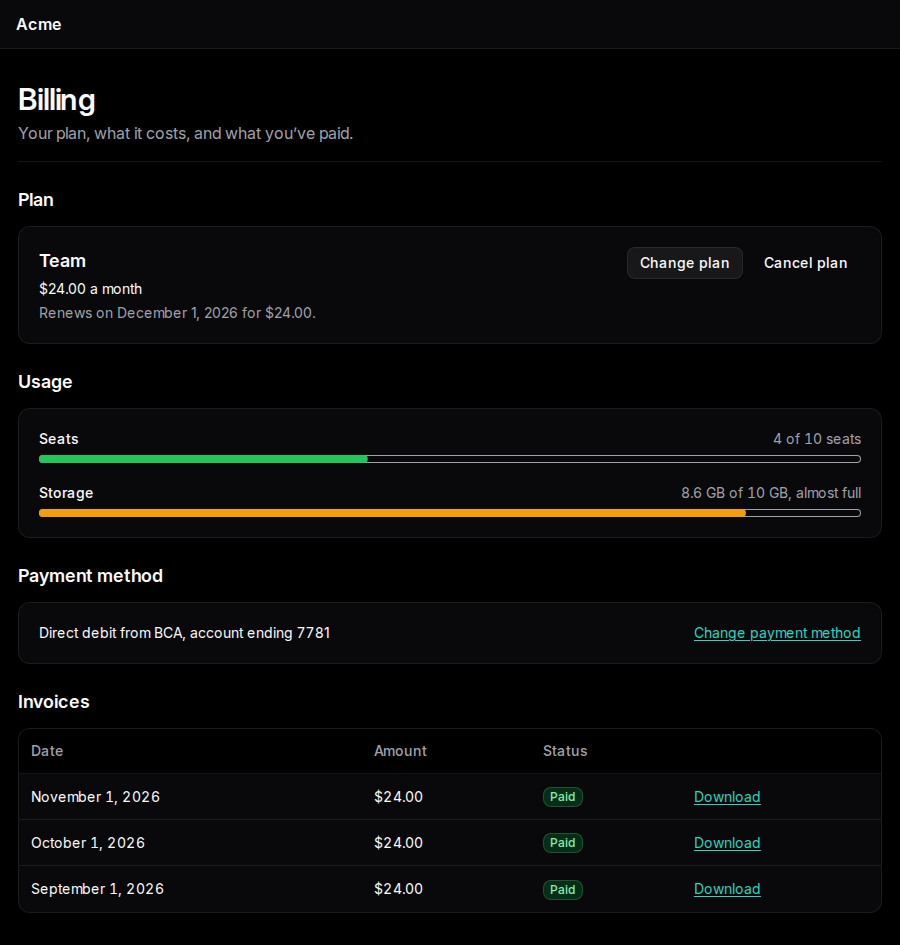 Acme
Billing
Your plan, what it costs, and what you’ve paid.
Plan
Team
Change plan
Cancel plan
$24.00 a month
Renews on December 1, 2026 for $24.00.
Usage
Seats
4 of 10 seats
Storage
8.6 GB of 10 GB, almost full
Payment method
Direct debit from BCA, account ending 7781
Change payment method
Invoices
Date Amount Status
November 1, 2026 $24.00 Paid Download
October 1, 2026 $24.00 Paid Download
September 1, 2026 $24.00 Paid Download